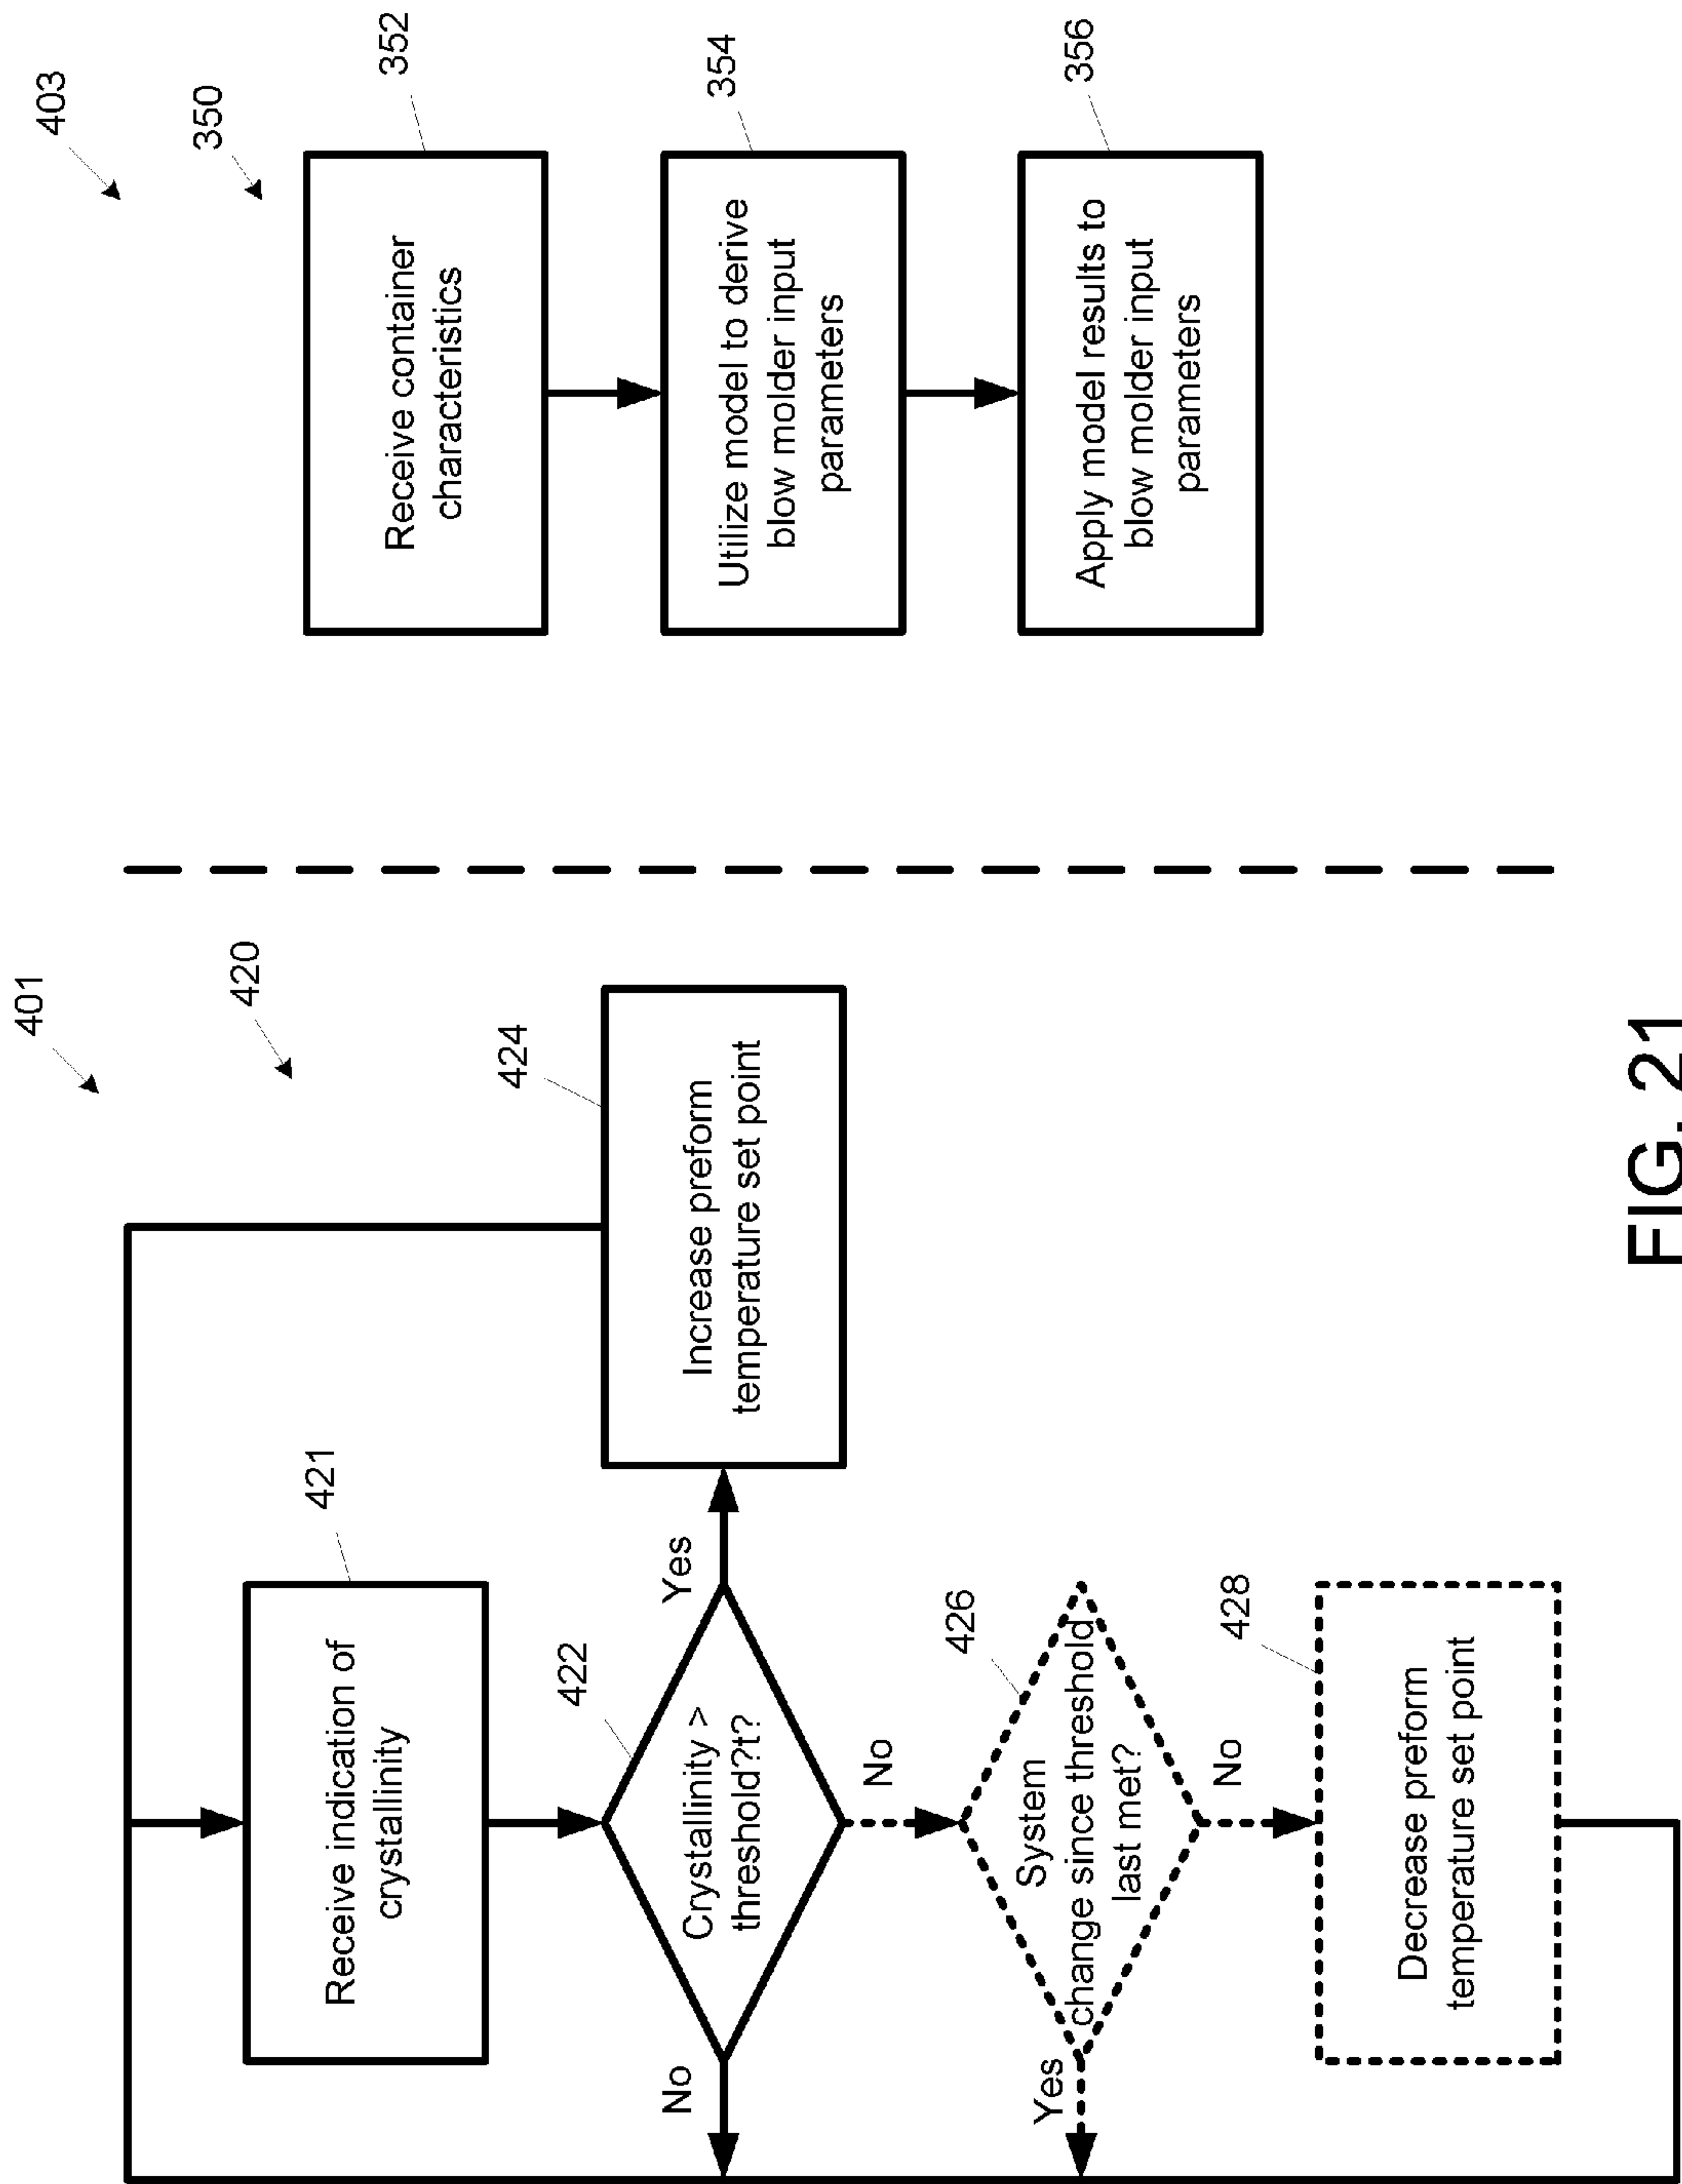 401
420
Receive indication of
crystallinity
421
Crystallinity >
threshold?t?
422
Yes
No
No
Increase preform
temperature set point
424
System
change since threshold
last met?
426
Yes
No
Decrease preform
temperature set point
428
403
350
Receive container
characteristics
352
Utilize model to derive
blow molder input
parameters
354
Apply model results to
blow molder input
parameters
356
FIG. 21